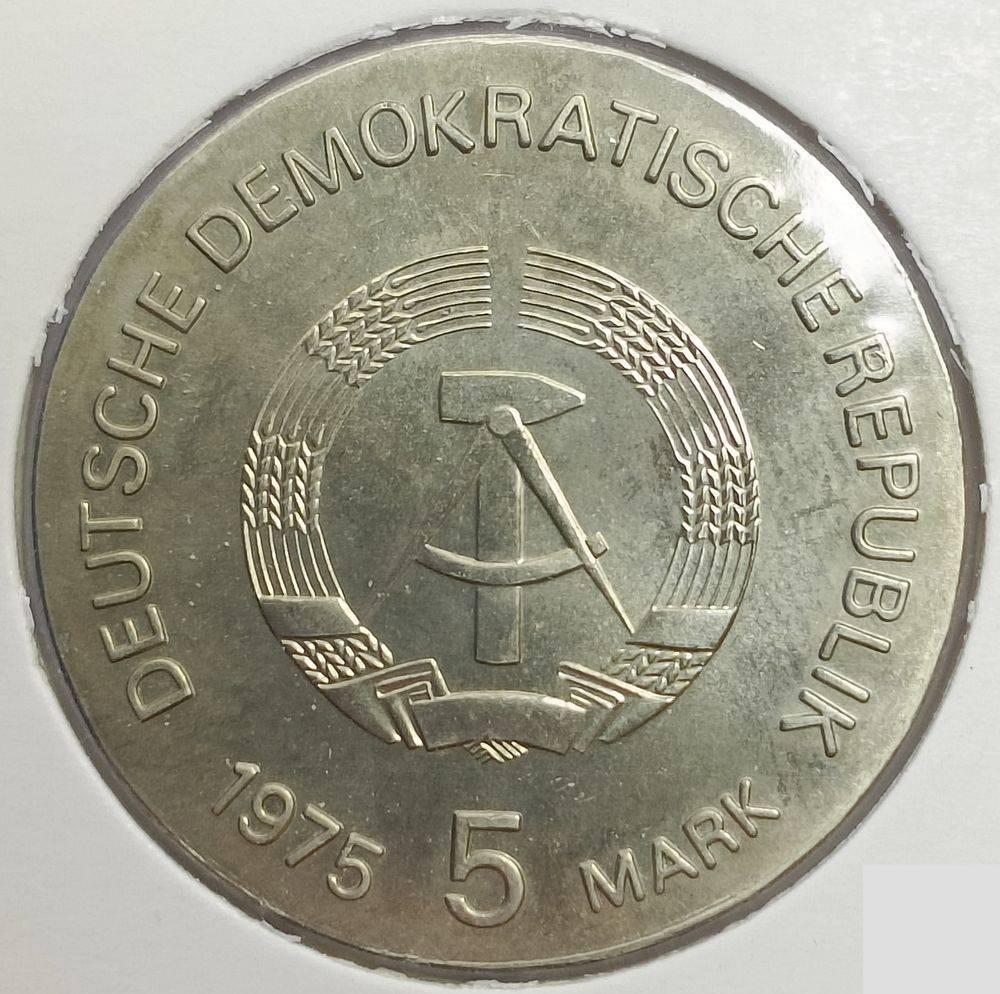 DEUTSCHE DEMOKRATISCHE REPUBLIK
1975 5 MARK